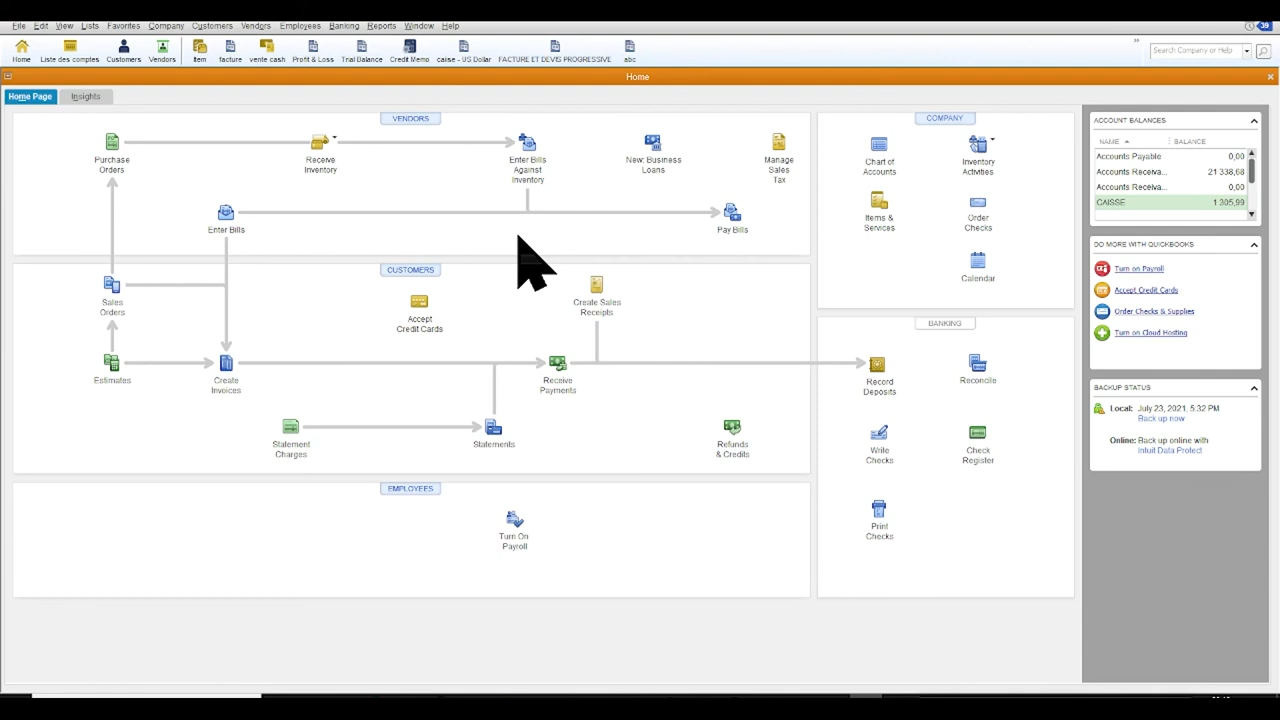 File Edit View Lists Favorites Company Customers Vendors Employees Banking Reports Window Help
39
Home Liste des comptes Customers Vendors Item facture vente cash Profit & Loss Trial Balance Credit Memo caise - US Dollar FACTURE ET DEVIS PROGRESSIVE abc
Search Company or Help
Home
Home Page Insights
VENDORS
Purchase
Orders
Receive
Inventory
Enter Bills
Against
Inventory
New: Business
Loans
Manage
Sales
Tax
Enter Bills
Pay Bills
CUSTOMERS
Sales
Orders
Accept
Credit Cards
Create Sales
Receipts
Estimates
Create
Invoices
Receive
Payments
Statement
Charges
Statements
Refunds
& Credits
EMPLOYEES
Turn On
Payroll
COMPANY
Chart of
Accounts
Inventory
Activities
Items &
Services
Order
Checks
Calendar
BANKING
Record
Deposits
Reconcile
Write
Checks
Check
Register
Print
Checks
ACCOUNT BALANCES
NAME BALANCE
Accounts Payable 0,00
Accounts Receiva... 21 338,68
Accounts Receiva... 0,00
CAISSE 1 305,99
DO MORE WITH QUICKBOOKS
Turn on Payroll
Accept Credit Cards
Order Checks & Supplies
Turn on Cloud Hosting
BACKUP STATUS
Local: July 23, 2021, 5:32 PM
Back up now
Online: Back up online with
Intuit Data Protect